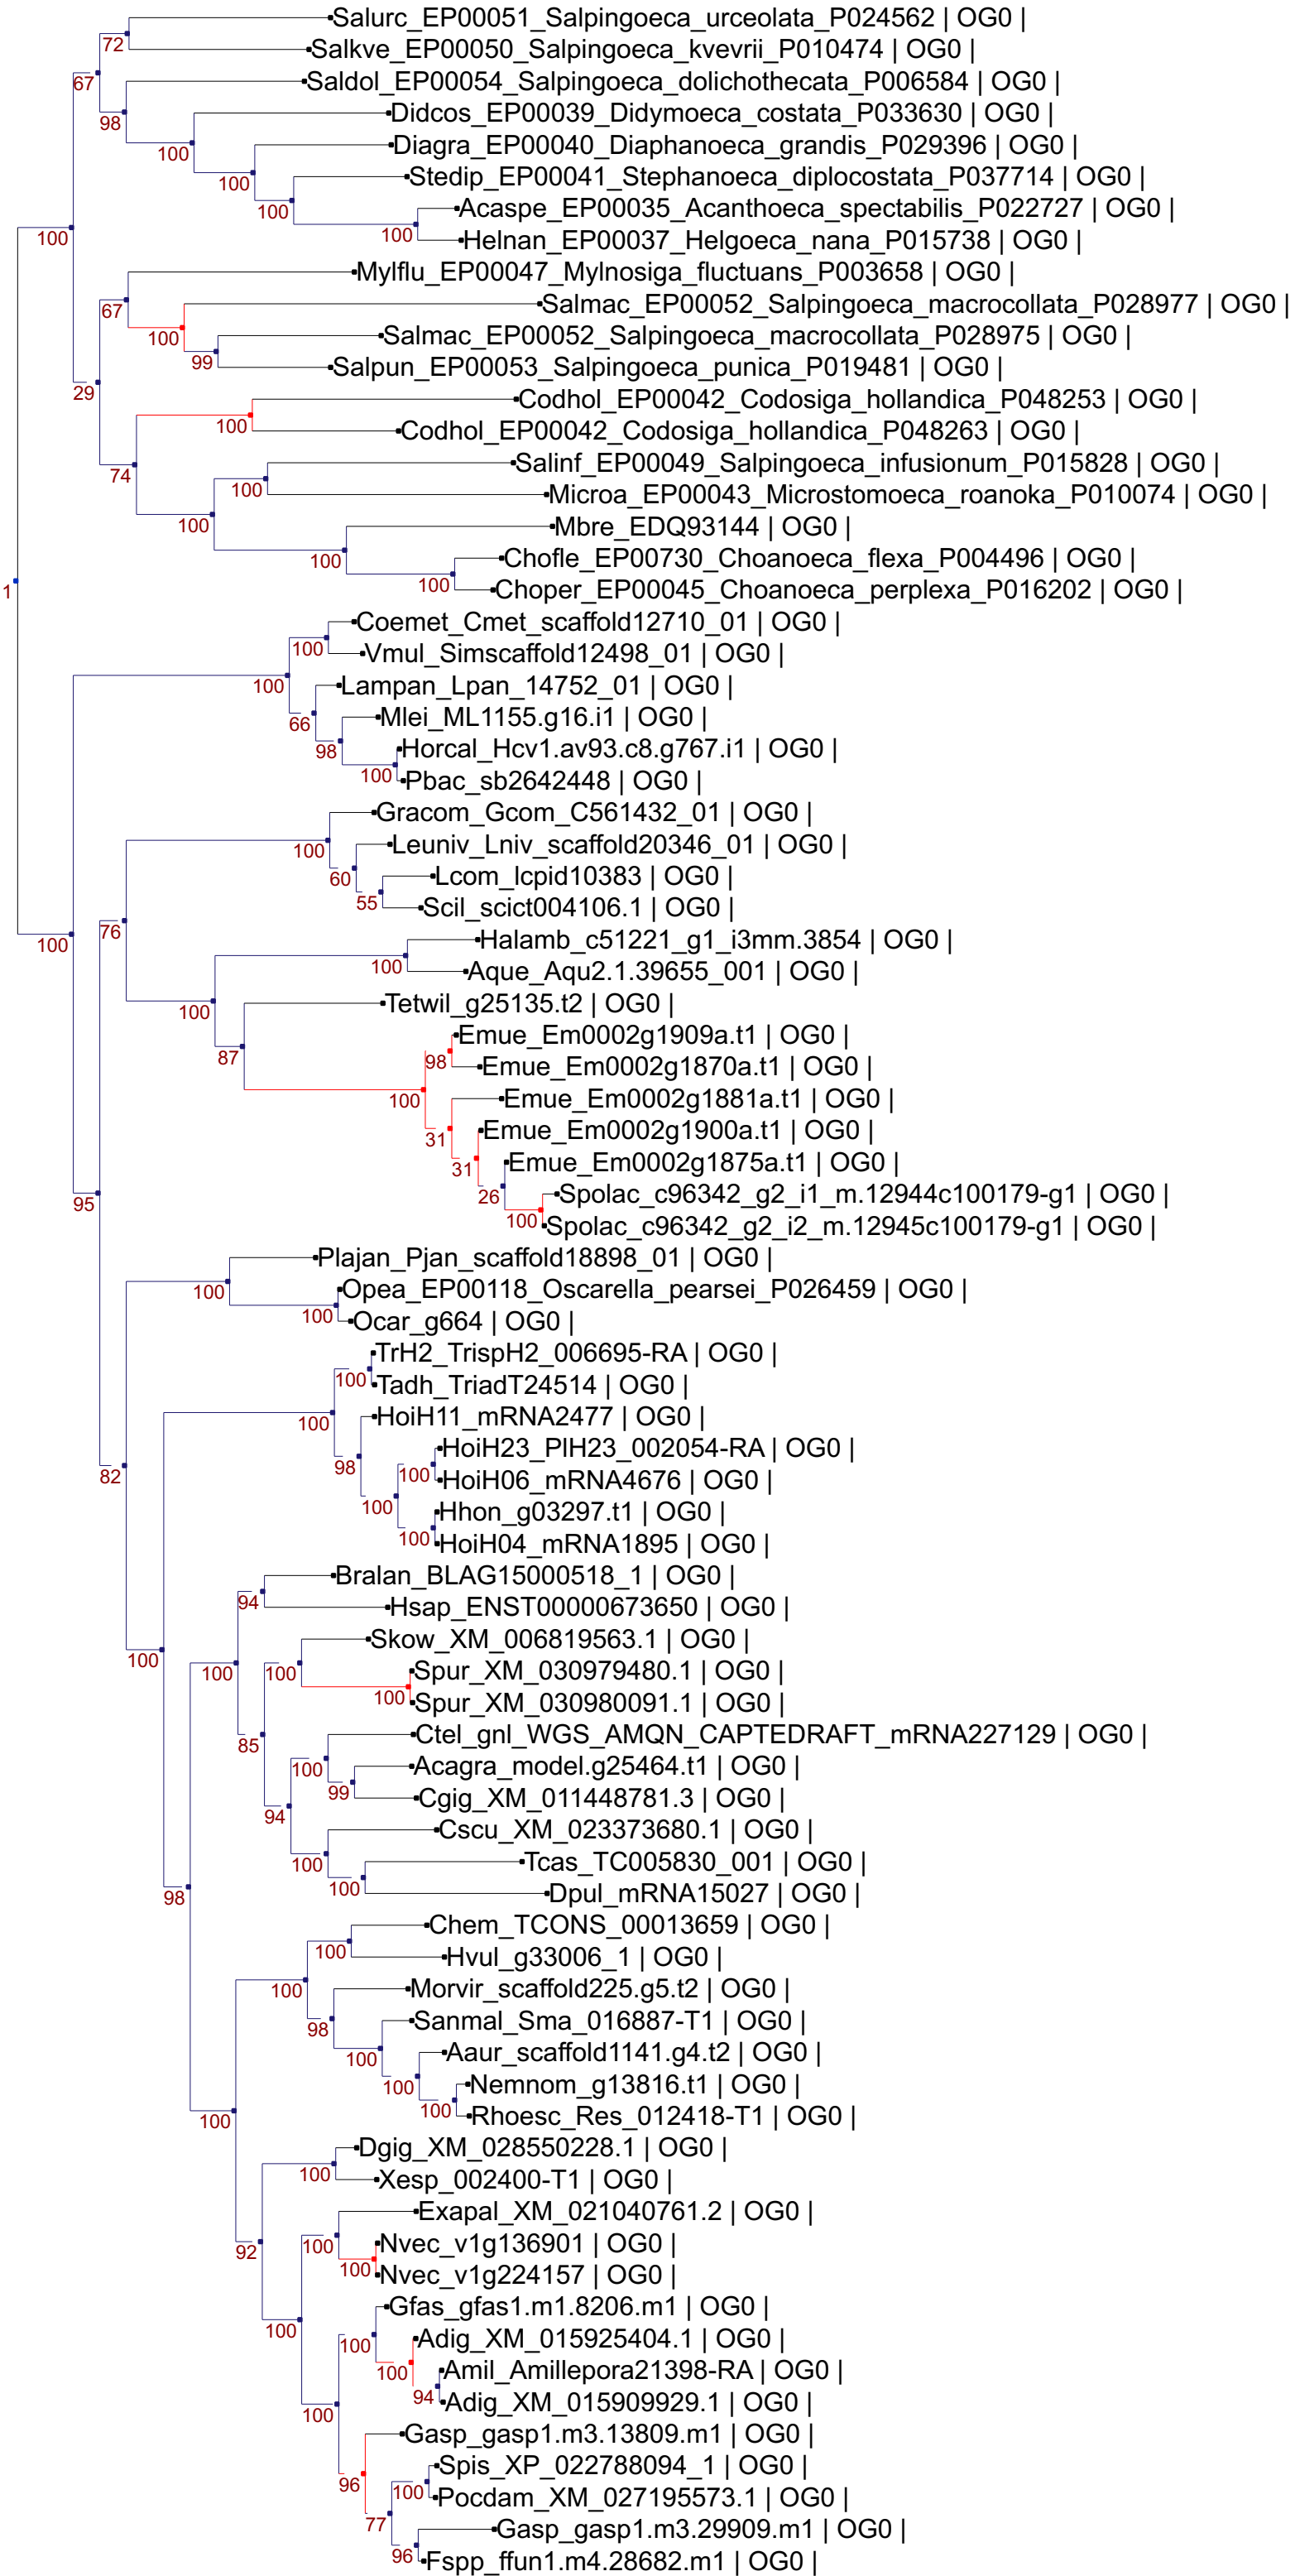 Salurc_EP00051_Salpingoeca_urceolata_P024562 | OG0 |
72
Salkve_EP00050_Salpingoeca_kvevrii_P010474 | OG0 |
67
Saldol_EP00054_Salpingoeca_dolichothecata_P006584 | OG0 |
98
Didcos_EP00039_Didymoeca_costata_P033630 | OG0 |
100
Diagra_EP00040_Diaphanoeca_grandis_P029396 | OG0 |
100
Stedip_EP00041_Stephanoeca_diplocostata_P037714 | OG0 |
100
Acaspe_EP00035_Acanthoeca_spectabilis_P022727 | OG0 |
100
100
Helnan_EP00037_Helgoeca_nana_P015738 | OG0 |
Mylflu_EP00047_Mylnosiga_fluctuans_P003658 | OG0 |
67
Salmac_EP00052_Salpingoeca_macrocollata_P028977 | OG0 |
100
Salmac_EP00052_Salpingoeca_macrocollata_P028975 | OG0 |
99
Salpun_EP00053_Salpingoeca_punica_P019481 | OG0 |
29
Codhol_EP00042_Codosiga_hollandica_P048253 | OG0 |
100
Codhol_EP00042_Codosiga_hollandica_P048263 | OG0 |
74
Salinf_EP00049_Salpingoeca_infusionum_P015828 | OG0 |
100
Microa_EP00043_Microstomoeca_roanoka_P010074 | OG0 |
100
Mbre_EDQ93144 | OG0 |
100
Chofle_EP00730_Choanoeca_flexa_P004496 | OG0 |
100
1
Choper_EP00045_Choanoeca_perplexa_P016202 | OG0 |
Coemet_Cmet_scaffold12710_01 | OG0 |
100
Vmul_Simscaffold12498_01 | OG0 |
100
Lampan_Lpan_14752_01 | OG0 |
66
Mlei_ML1155.g16.i1 | OG0 |
98
Horcal_Hcv1.av93.c8.g767.i1 | OG0 |
100
Pbac_sb2642448 | OG0 |
Gracom_Gcom_C561432_01 | OG0 |
100
Leuniv_Lniv_scaffold20346_01 | OG0 |
60
Lcom_lcpid10383 | OG0 |
55
Scil_scict004106.1 | OG0 |
76
100
Halamb_c51221_g1_i3mm.3854 | OG0 |
100
Aque_Aqu2.1.39655_001 | OG0 |
100
Tetwil_g25135.t2 | OG0 |
87
Emue_Em0002g1909a.t1 | OG0 |
98
Emue_Em0002g1870a.t1 | OG0 |
100
Emue_Em0002g1881a.t1 | OG0 |
31
Emue_Em0002g1900a.t1 | OG0 |
31
Emue_Em0002g1875a.t1 | OG0 |
26
Spolac_c96342_g2_i1_m.12944c100179-g1 | OG0 |
95
100
Spolac_c96342_g2_i2_m.12945c100179-g1 | OG0 |
Plajan_Pjan_scaffold18898_01 | OG0 |
100
Opea_EP00118_Oscarella_pearsei_P026459 | OG0 |
100
Ocar_g664 | OG0 |
TrH2_TrispH2_006695-RA | OG0 |
100
Tadh_TriadT24514 | OG0 |
100
HoiH11_mRNA2477 | OG0 |
HoiH23_PlH23_002054-RA | OG0 |
82
98
100
HoiH06_mRNA4676 | OG0 |
100
Hhon_g03297.t1 | OG0 |
100
HoiH04_mRNA1895 | OG0 |
Bralan_BLAG15000518_1 | OG0 |
94
Hsap_ENST00000673650 | OG0 |
Skow_XM_006819563.1 | OG0 |
100
100
100
Spur_XM_030979480.1 | OG0 |
100
Spur_XM_030980091.1 | OG0 |
Ctel_gnl_WGS_AMQN_CAPTEDRAFT_mRNA227129 | OG0 |
85
100
Acagra_model.g25464.t1 | OG0 |
99
Cgig_XM_011448781.3 | OG0 |
94
Cscu_XM_023373680.1 | OG0 |
100
Tcas_TC005830_001 | OG0 |
100
Dpul_mRNA15027 | OG0 |
98
Chem_TCONS_00013659 | OG0 |
100
Hvul_g33006_1 | OG0 |
100
Morvir_scaffold225.g5.t2 | OG0 |
98
Sanmal_Sma_016887-T1 | OG0 |
100
Aaur_scaffold1141.g4.t2 | OG0 |
100
Nemnom_g13816.t1 | OG0 |
100
Rhoesc_Res_012418-T1 | OG0 |
100
Dgig_XM_028550228.1 | OG0 |
100
Xesp_002400-T1 | OG0 |
Exapal_XM_021040761.2 | OG0 |
100
92
Nvec_v1g136901 | OG0 |
100
Nvec_v1g224157 | OG0 |
Gfas_gfas1.m1.8206.m1 | OG0 |
100
100
Adig_XM_015925404.1 | OG0 |
100
Amil_Amillepora21398-RA | OG0 |
94
Adig_XM_015909929.1 | OG0 |
100
Gasp_gasp1.m3.13809.m1 | OG0 |
Spis_XP_022788094_1 | OG0 |
96
100
Pocdam_XM_027195573.1 | OG0 |
77
Gasp_gasp1.m3.29909.m1 | OG0 |
96
Fspp_ffun1.m4.28682.m1 | OG0 |